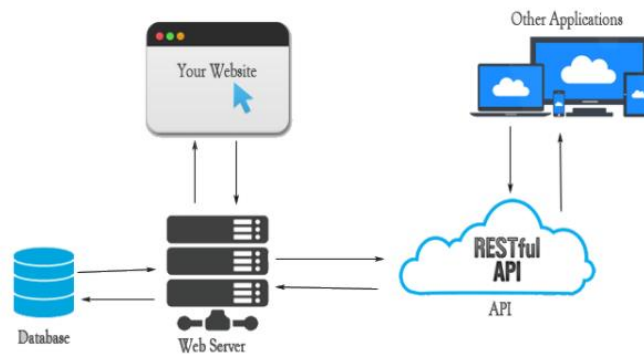 Other Applications
Your Website
RESTful
API
API
Database
Web Server